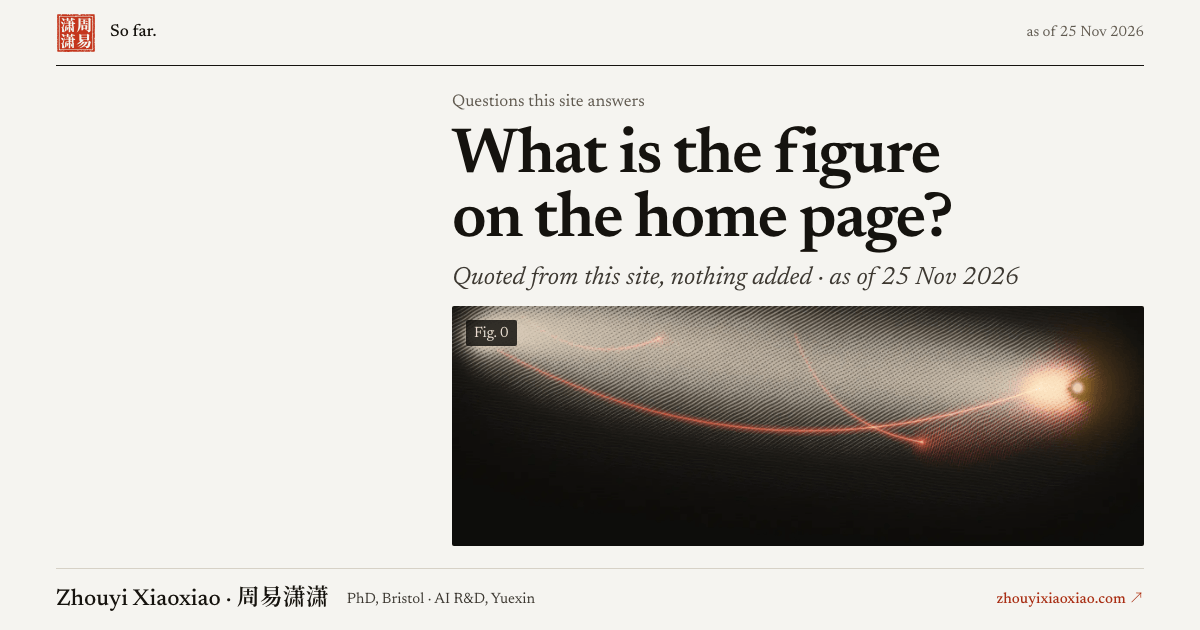 周易潇潇
So far.
as of 25 Nov 2026
Questions this site answers
What is the figure
on the home page?
Quoted from this site, nothing added · as of 25 Nov 2026
Fig. 0
Zhouyi Xiaoxiao · 周易潇潇
PhD, Bristol · AI R&D, Yuexin
zhouyixiaoxiao.com ↗